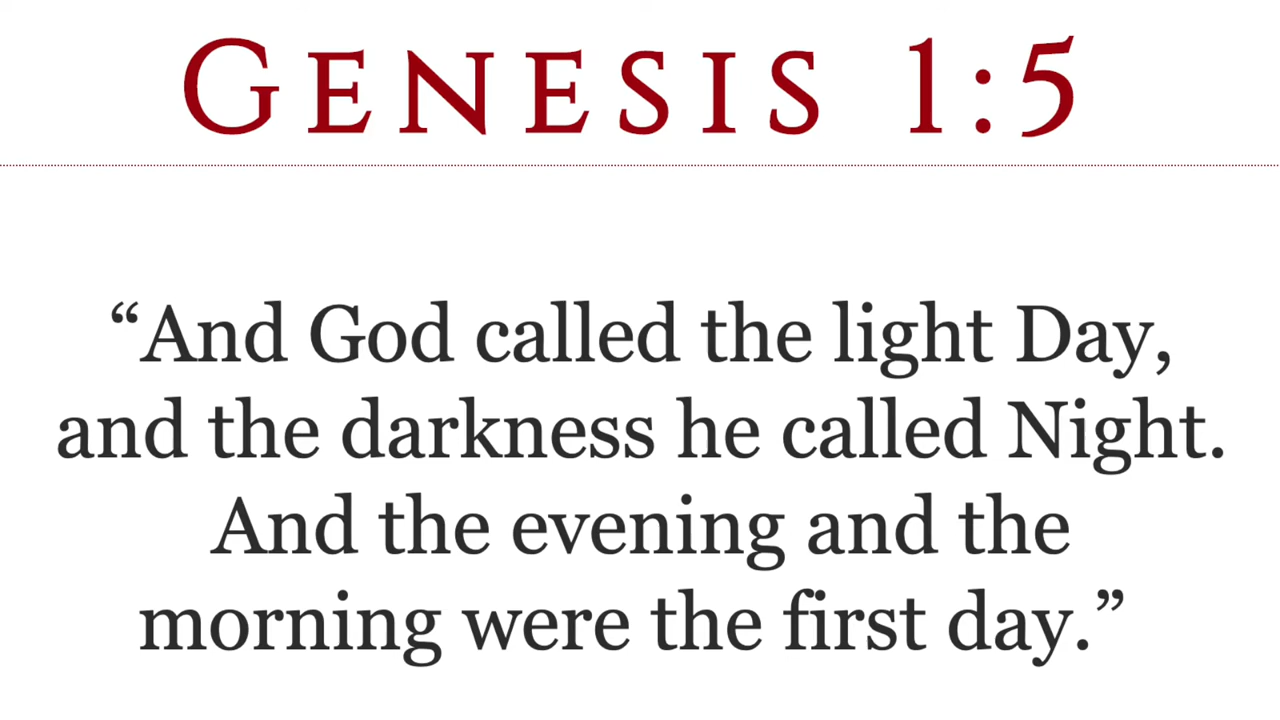 GENESIS 1:5
“And God called the light Day,
and the darkness he called Night.
And the evening and the
morning were the first day.”